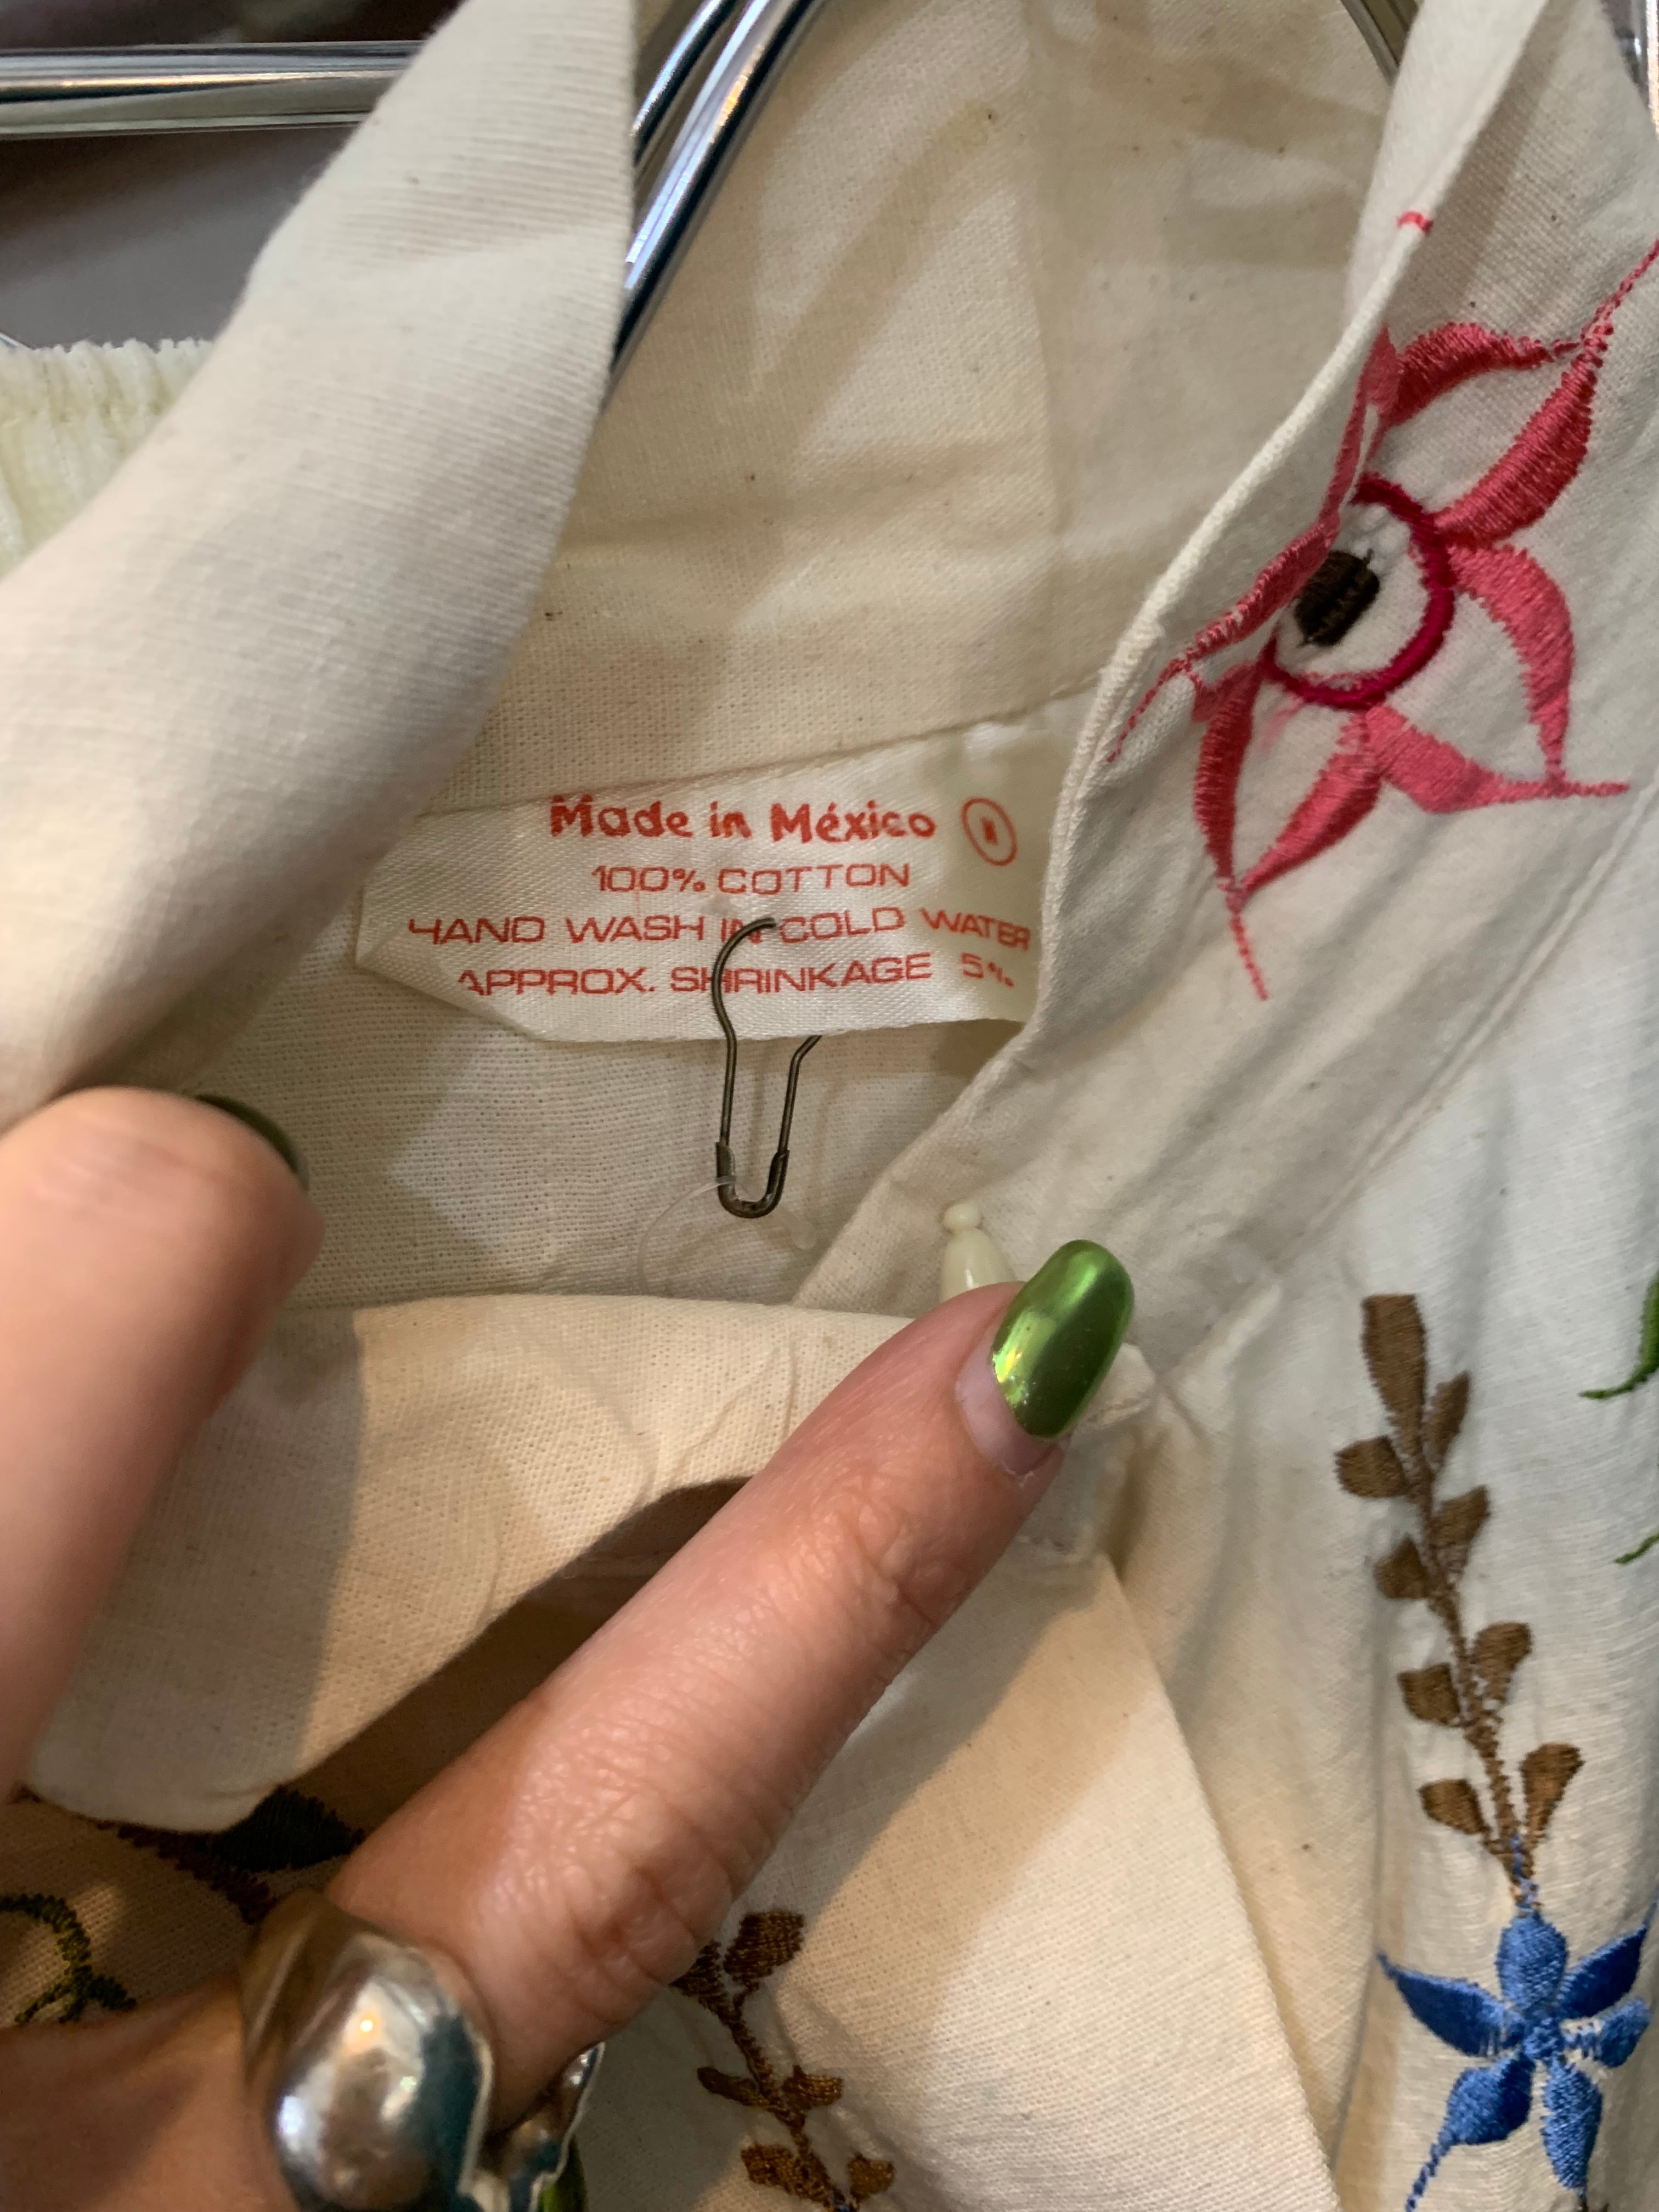 Made in México
100% COTTON
HAND WASH IN COLD WATER
APPROX. SHRINKAGE 5%